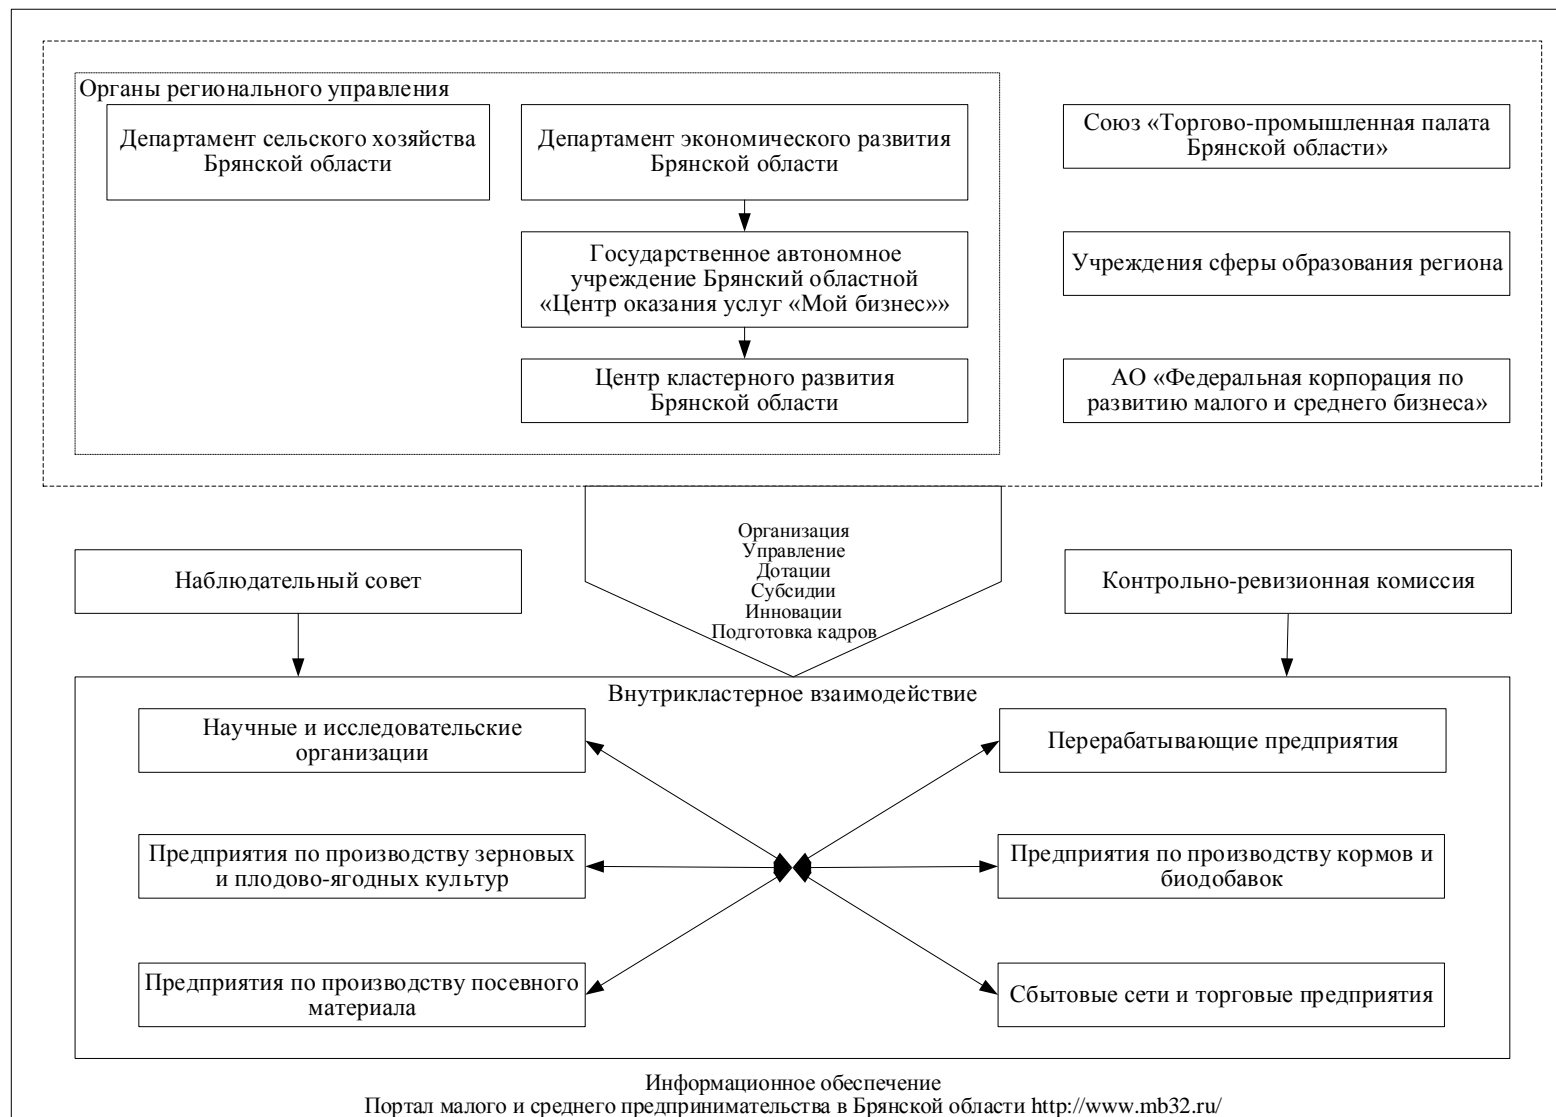 Органы регионального управления
Департамент сельского хозяйства
Брянской области
Департамент экономического развития
Брянской области
Союз «Торгово-промышленная палата
Брянской области»
Государственное автономное
учреждение Брянский областной
«Центр оказания услуг «Мой бизнес»»
Учреждения сферы образования региона
Центр кластерного развития
Брянской области
АО «Федеральная корпорация по
развитию малого и среднего бизнеса»
Организация
Управление
Дотации
Субсидии
Инновации
Подготовка кадров
Наблюдательный совет
Контрольно-ревизионная комиссия
Внутрикластерное взаимодействие
Научные и исследовательские
организации
Перерабатывающие предприятия
Предприятия по производству зерновых
и плодово-ягодных культур
Предприятия по производству кормов и
биодобавок
Предприятия по производству посевного
материала
Сбытовые сети и торговые предприятия
Информационное обеспечение
Портал малого и среднего предпринимательства в Брянской области http://www.mb32.ru/